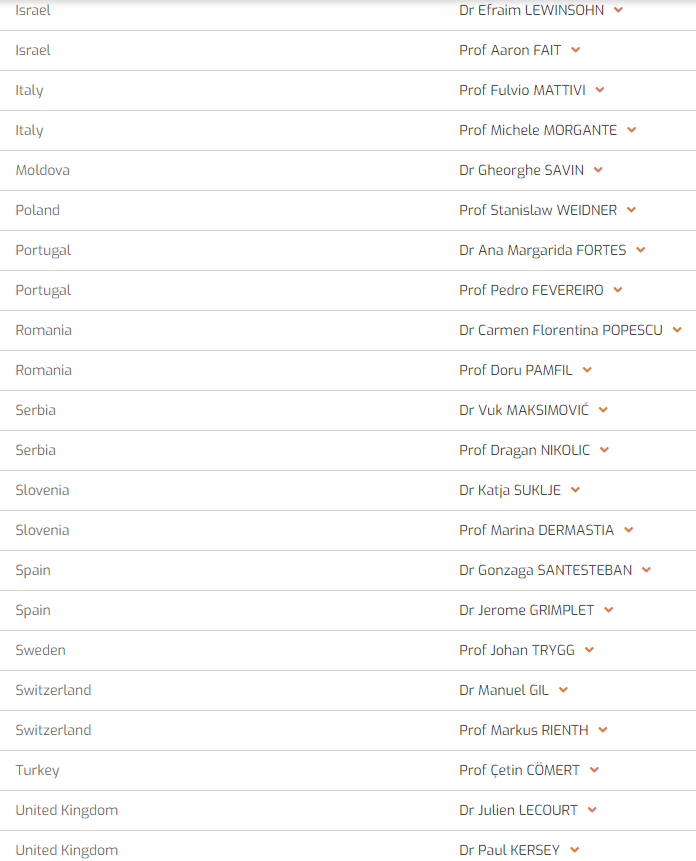 Israel Dr Efraim LEWINSOHN
Israel Prof Aaron FAIT
Italy Prof Fulvio MATTIVI
Italy Prof Michele MORGANTE
Moldova Dr Gheorghe SAVIN
Poland Prof Stanislaw WEIDNER
Portugal Dr Ana Margarida FORTES
Portugal Prof Pedro FEVEREIRO
Romania Dr Carmen Florentina POPESCU
Romania Prof Doru PAMFIL
Serbia Dr Vuk MAKSIMOVIĆ
Serbia Prof Dragan NIKOLIC
Slovenia Dr Katja SUKLJE
Slovenia Prof Marina DERMASTIA
Spain Dr Gonzaga SANTESTEBAN
Spain Dr Jerome GRIMPLET
Sweden Prof Johan TRYGG
Switzerland Dr Manuel GIL
Switzerland Prof Markus RIENTH
Turkey Prof Çetin CÖMERT
United Kingdom Dr Julien LECOURT
United Kingdom Dr Paul KERSEY